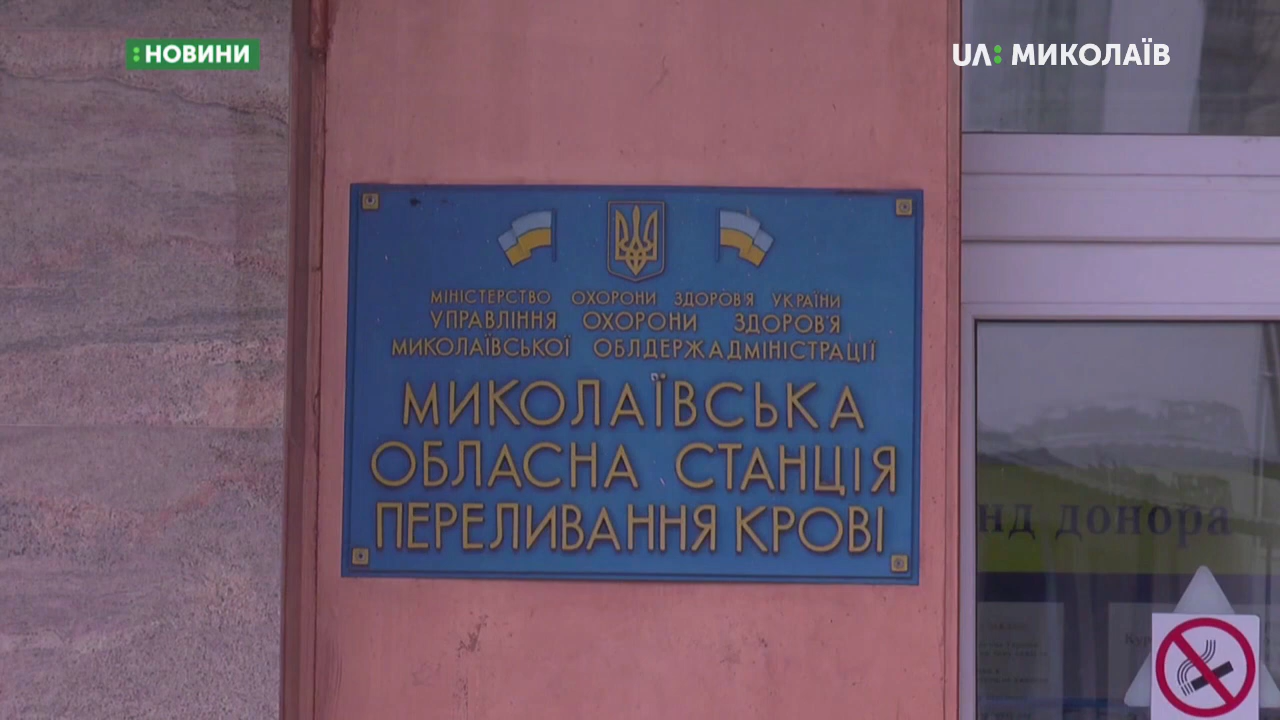 :НОВИНИ
UA: МИКОЛАЇВ
МІНІСТЕРСТВО ОХОРОНИ ЗДОРОВ'Я УКРАЇНИ
УПРАВЛІННЯ ОХОРОНИ ЗДОРОВ'Я
МИКОЛАЇВСЬКОЇ ОБЛДЕРЖАДМІНІСТРАЦІЇ
МИКОЛАЇВСЬКА
ОБЛАСНА СТАНЦІЯ
ПЕРЕЛИВАННЯ КРОВІ
нд донора